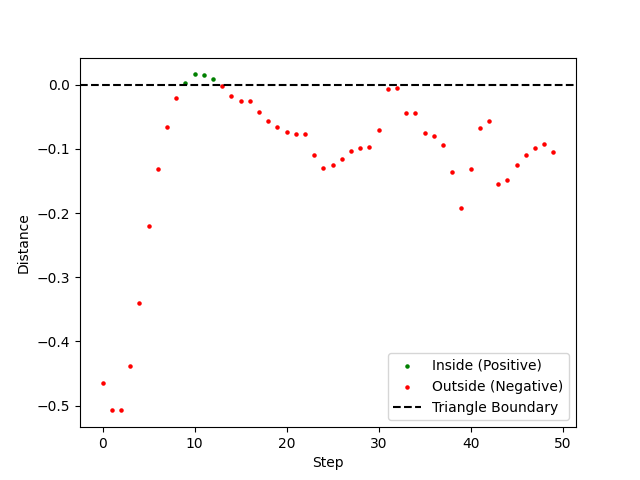 0.0
−0.1
−0.2
−0.3
−0.4
−0.5
Distance
Inside (Positive)
Outside (Negative)
Triangle Boundary
0 10 20 30 40 50
Step